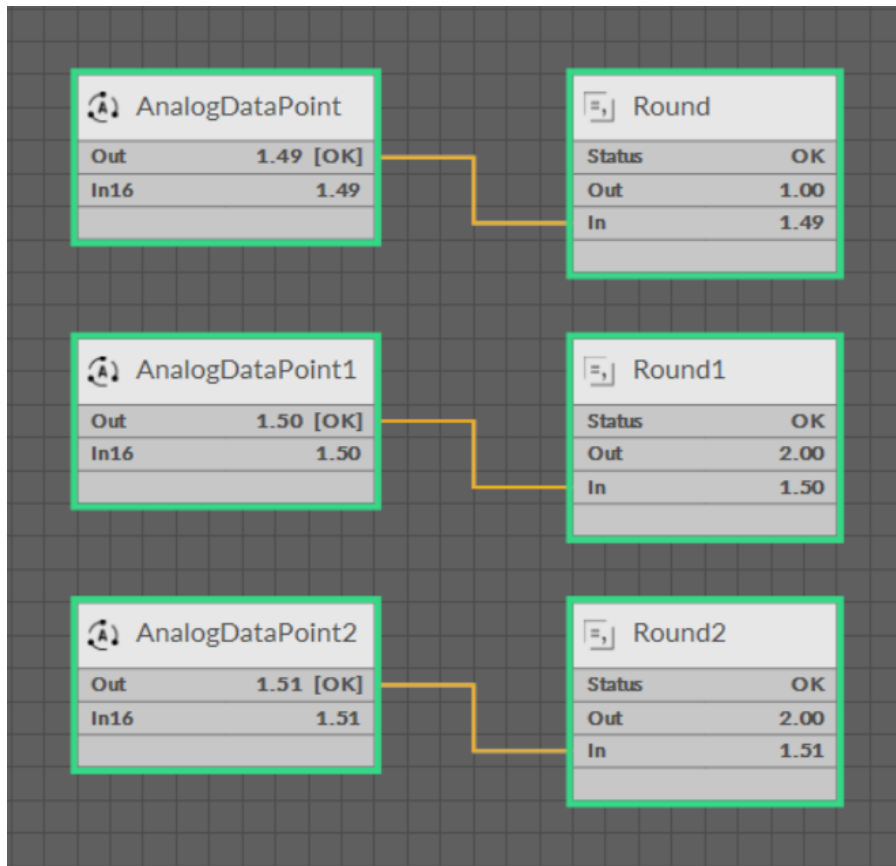 AnalogDataPoint
Out 1.49 [OK]
In16 1.49
Round
Status OK
Out 1.00
In 1.49
AnalogDataPoint1
Out 1.50 [OK]
In16 1.50
Round1
Status OK
Out 2.00
In 1.50
AnalogDataPoint2
Out 1.51 [OK]
In16 1.51
Round2
Status OK
Out 2.00
In 1.51